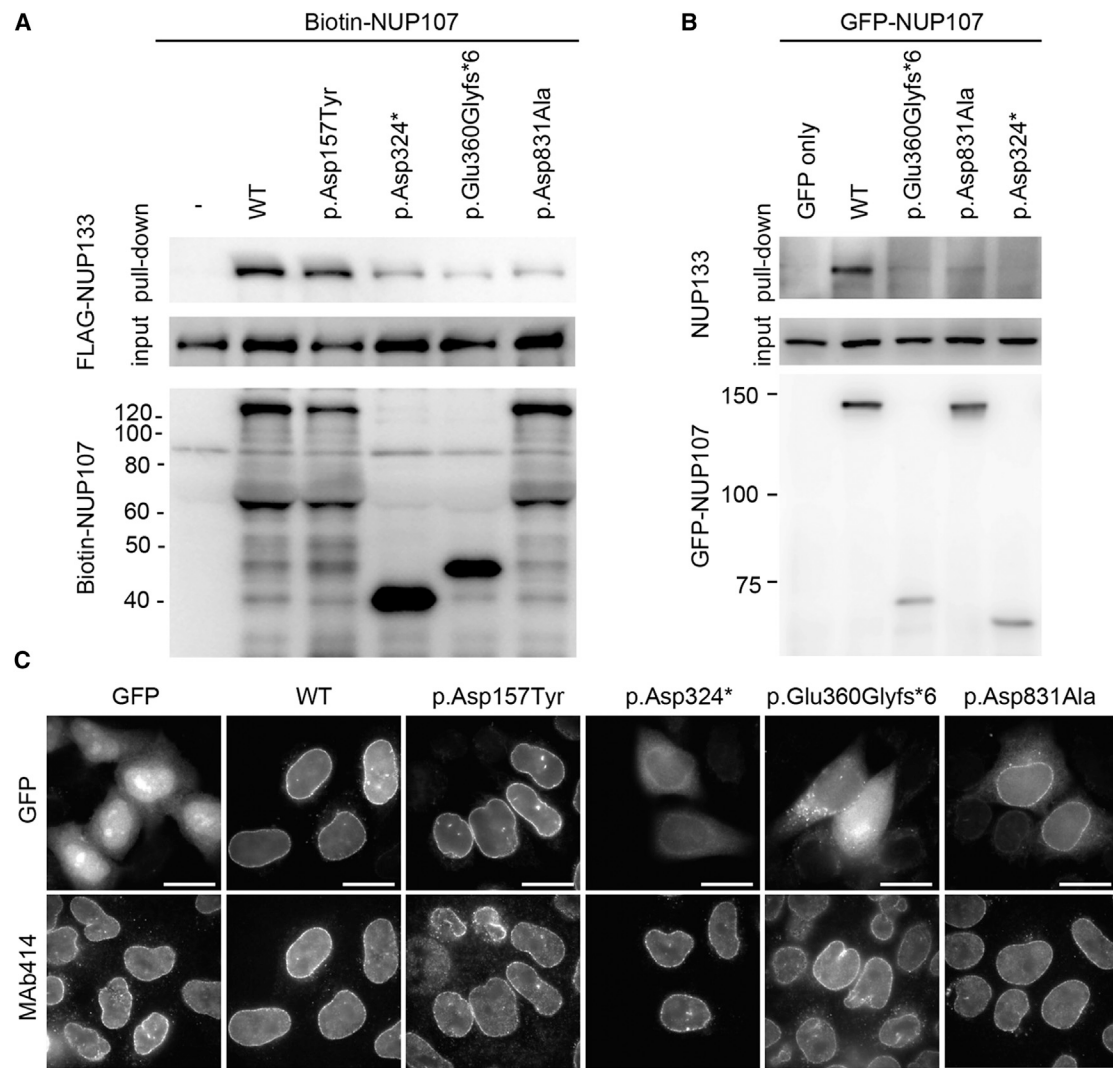 A
Biotin-NUP107
-
WT
p.Asp157Tyr
p.Asp324*
p.Glu360Glyfs*6
p.Asp831Ala
FLAG-NUP133
pull-down
input
Biotin-NUP107
120 -
100 -
80 -
60 -
50 -
40 -
B
GFP-NUP107
GFP only
WT
p.Glu360Glyfs*6
p.Asp831Ala
p.Asp324*
NUP133
pull-down
input
GFP-NUP107
150
100
75
C
GFP WT p.Asp157Tyr p.Asp324* p.Glu360Glyfs*6 p.Asp831Ala
GFP
MAb414